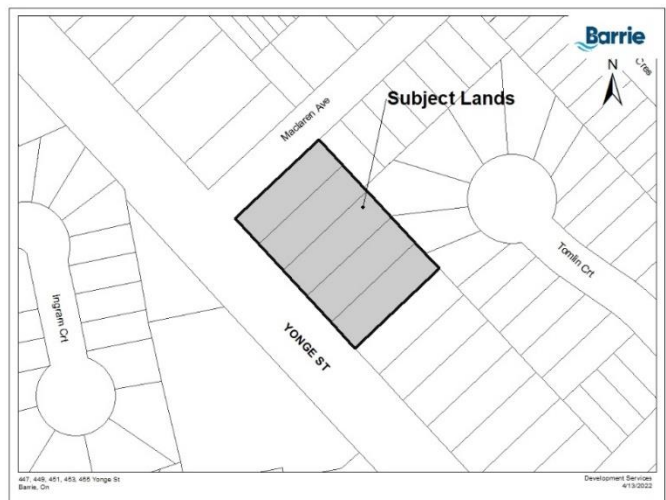 Barrie
N
Cres
Subject Lands
Maclaren Ave
Tomlin Crt
Ingram Crt
YONGE ST
447, 449, 451, 453, 455 Yonge St
Barrie, On
Development Services
4/13/2022